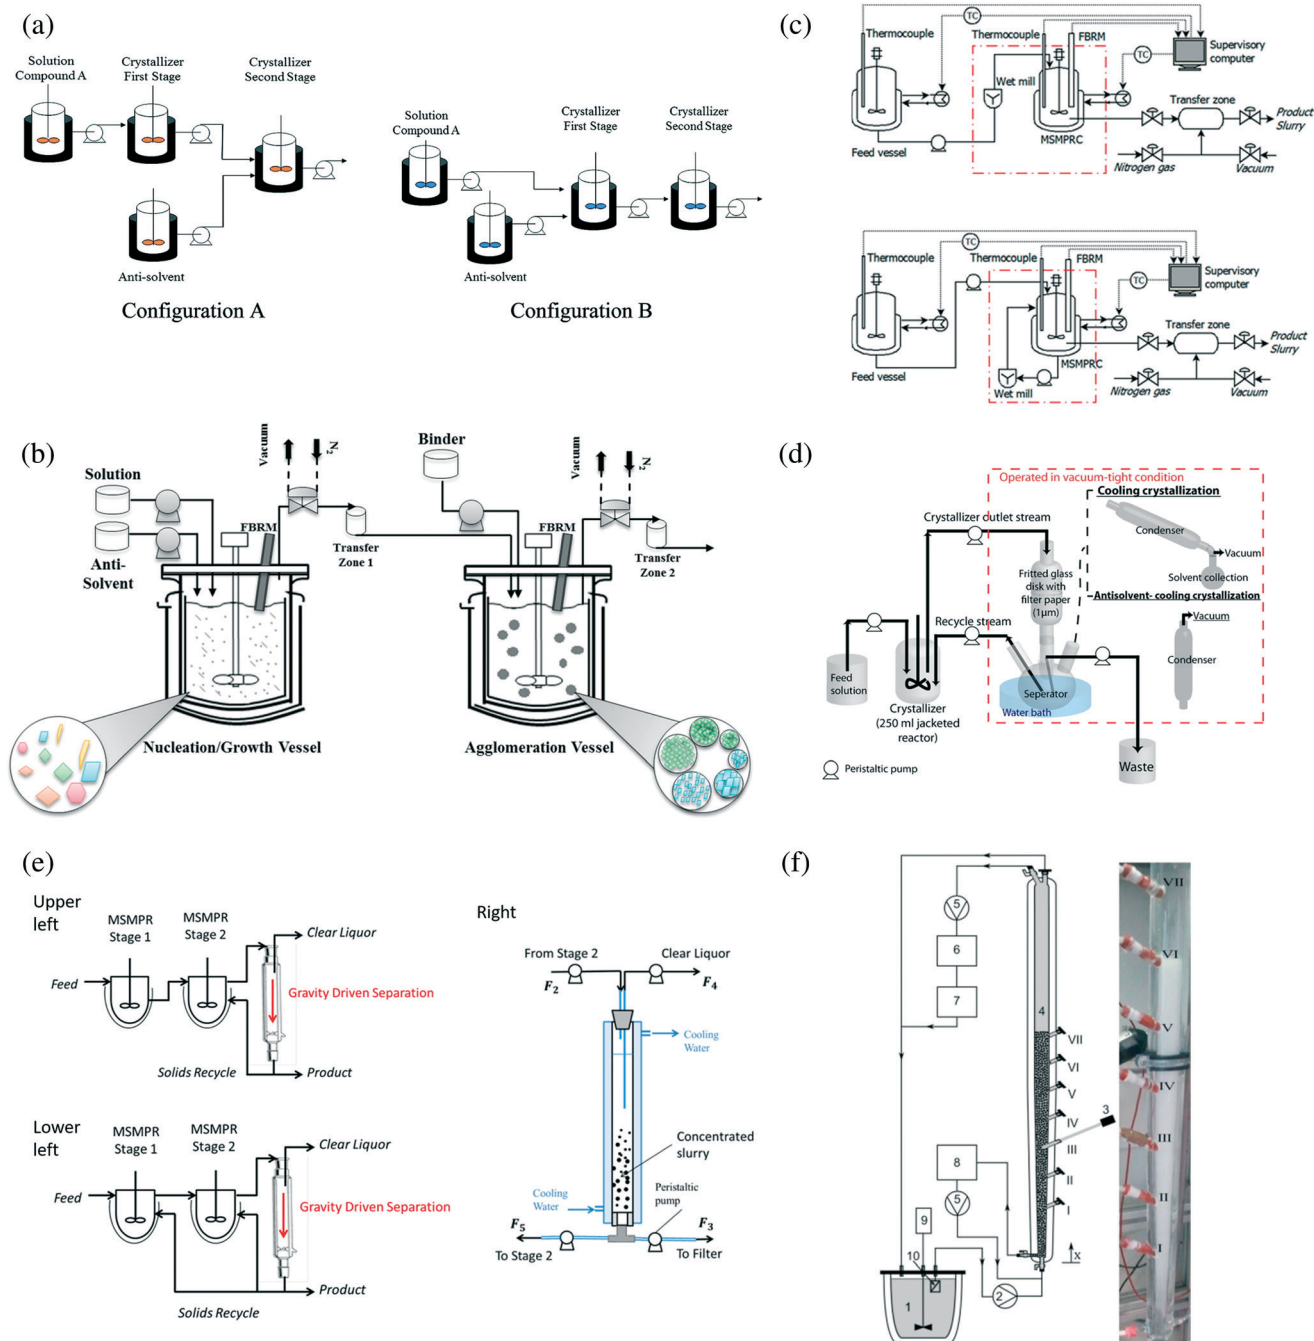 (a)
Solution
Compound A
Crystallizer
First Stage
Crystallizer
Second Stage
Anti-solvent
Configuration A
Solution
Compound A
Crystallizer
First Stage
Crystallizer
Second Stage
Anti-solvent
Configuration B
(b)
Solution
Anti-
Solvent
FBRM
Vacuum
N2
Transfer
Zone 1
Binder
FBRM
Vacuum
N2
Transfer
Zone 2
Nucleation/Growth Vessel
Agglomeration Vessel
(c)
TC
Thermocouple
Thermocouple
FBRM
Supervisory
computer
TC
Wet mill
Transfer zone
Product
Slurry
MSMPRC
Feed vessel
Nitrogen gas
Vacuum
TC
Thermocouple
Thermocouple
FBRM
Supervisory
computer
TC
Transfer zone
Product
Slurry
MSMPRC
Feed vessel
Wet mill
Nitrogen gas
Vacuum
(d)
Operated in vacuum-tight condition
Cooling crystallization
Crystallizer outlet stream
Condenser
Vacuum
Fritted glass
disk with
filter paper
(1µm)
Solvent collection
Antisolvent- cooling crystallization
Recycle stream
Vacuum
Condenser
Feed
solution
Seperator
Water bath
Crystallizer
(250 ml jacketed
reactor)
Waste
Peristaltic pump
(e)
Upper
left
MSMPR
Stage 1
MSMPR
Stage 2
Clear Liquor
Feed
Gravity Driven Separation
Solids Recycle
Product
Lower
left
MSMPR
Stage 1
MSMPR
Stage 2
Clear Liquor
Feed
Gravity Driven Separation
Product
Solids Recycle
Right
From Stage 2
Clear Liquor
F2
F4
Cooling
Water
Concentrated
slurry
Cooling
Water
Peristaltic
pump
F5
F3
To Stage 2
To Filter
(f)
5
6
7
4
VII
VI
V
IV
3
III
II
I
8
5
9
10
x
1
2
VII
VI
V
IV
III
II
I